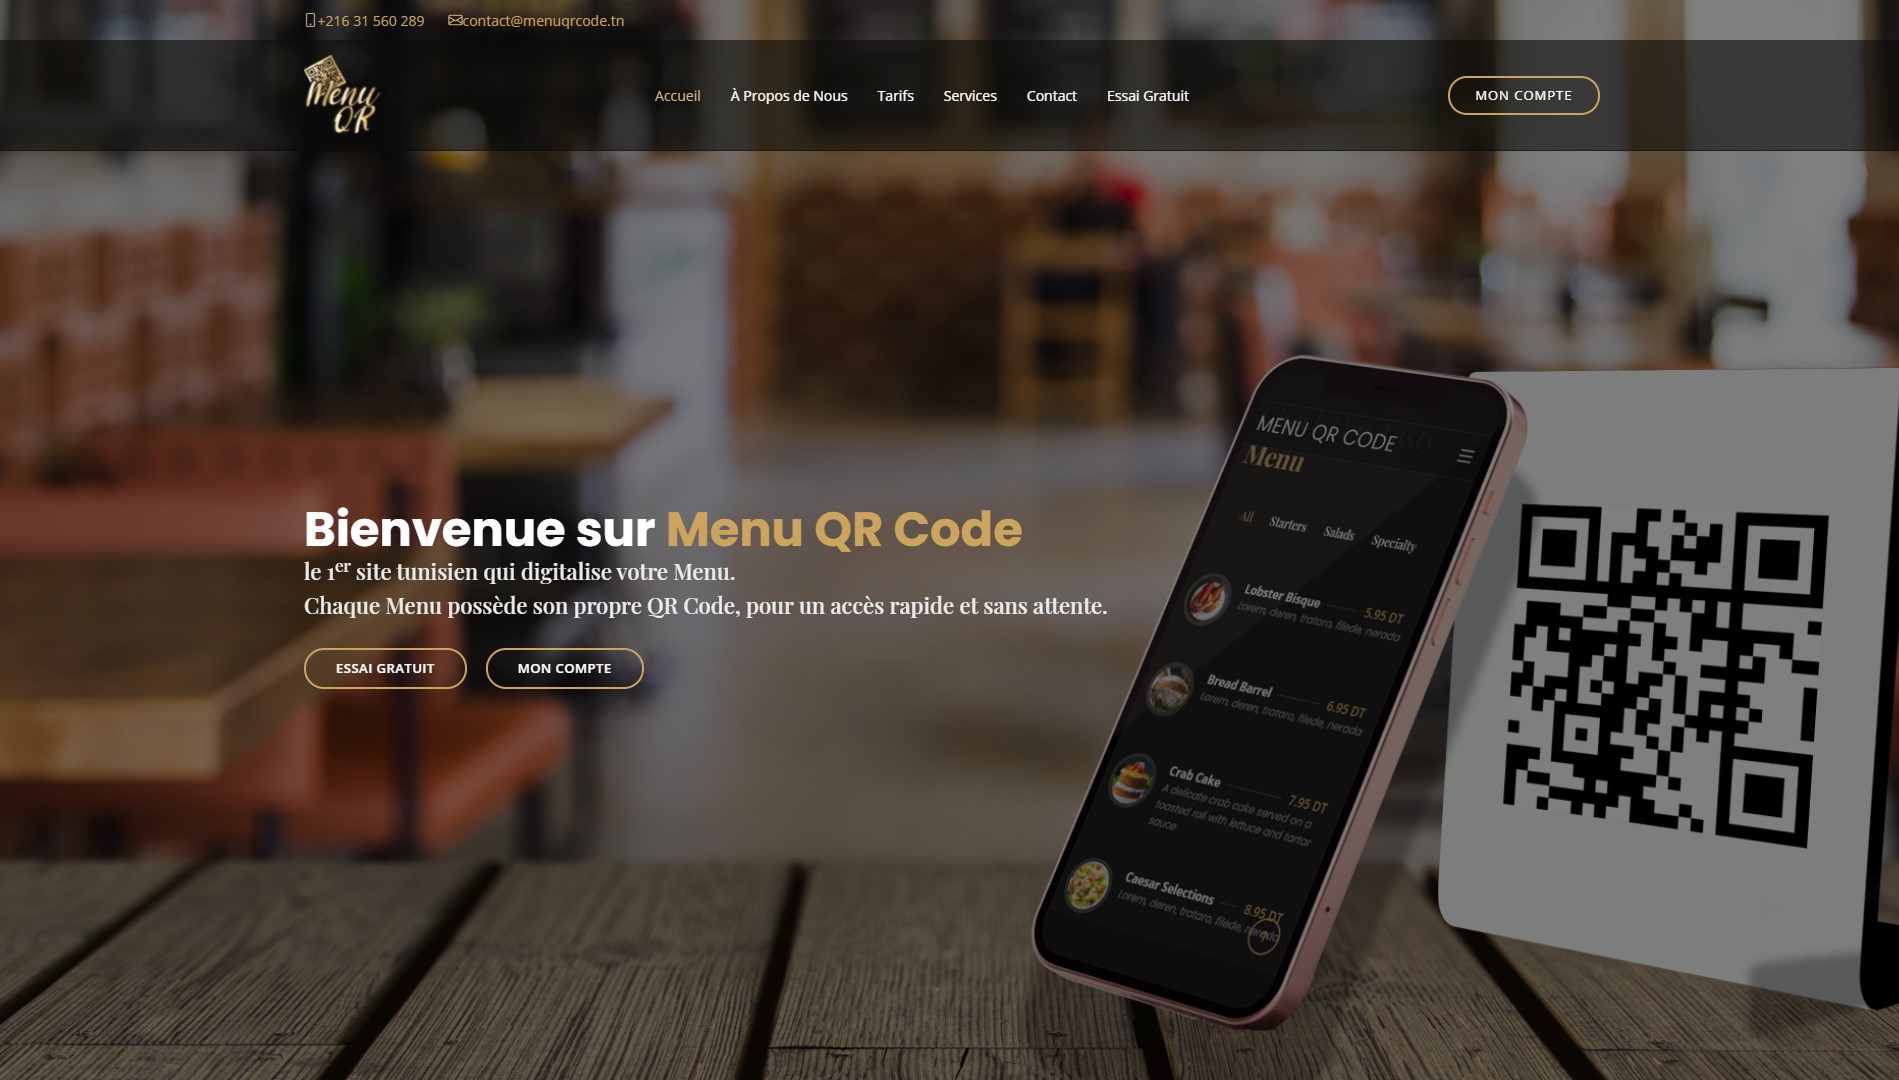 +216 31 560 289 contact@menuqrcode.tn
Menu
QR
Accueil À Propos de Nous Tarifs Services Contact Essai Gratuit
MON COMPTE
Bienvenue sur Menu QR Code
le 1er site tunisien qui digitalise votre Menu.
Chaque Menu possède son propre QR Code, pour un accès rapide et sans attente.
ESSAI GRATUIT MON COMPTE
MENU QR CODE
Menu
All Starters Salads Specialty
Lobster Bisque 5.95 DT
Lorem, deren, trataro, filede, nerada
Bread Barrel 6.95 DT
Lorem, deren, trataro, filede, nerada
Crab Cake 7.95 DT
A delicate crab cake served on a
toasted roll with lettuce and tartar
sauce
Caesar Selections 8.95 DT
Lorem, deren, trataro, filede, nerada